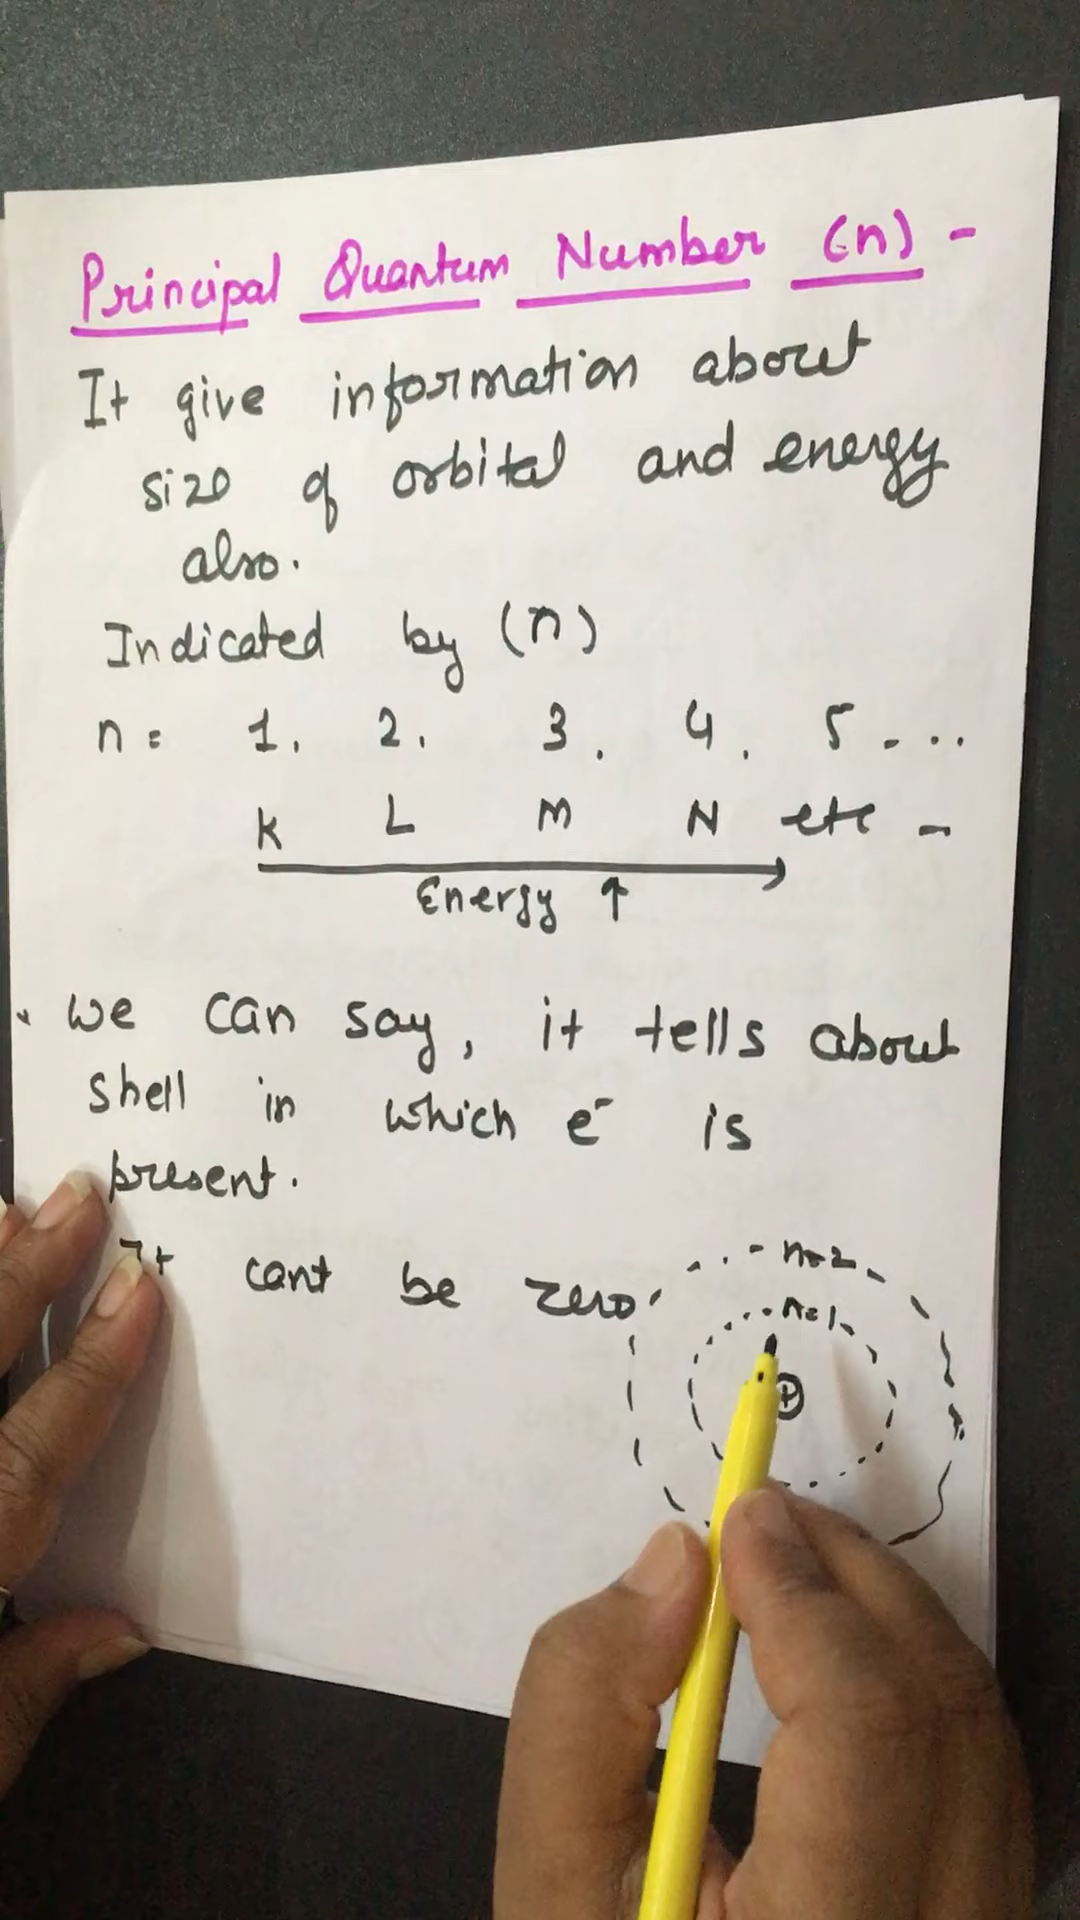 Principal Quantum Number (n) -
It give information about
size of orbital and energy
also.
Indicated by (n)
n = 1, 2, 3, 4, 5 - ...
K L M N etc -
Energy ↑
• We can say, it tells about
shell in which e⁻ is
present.
It cant be zero
n=2
n=1
+